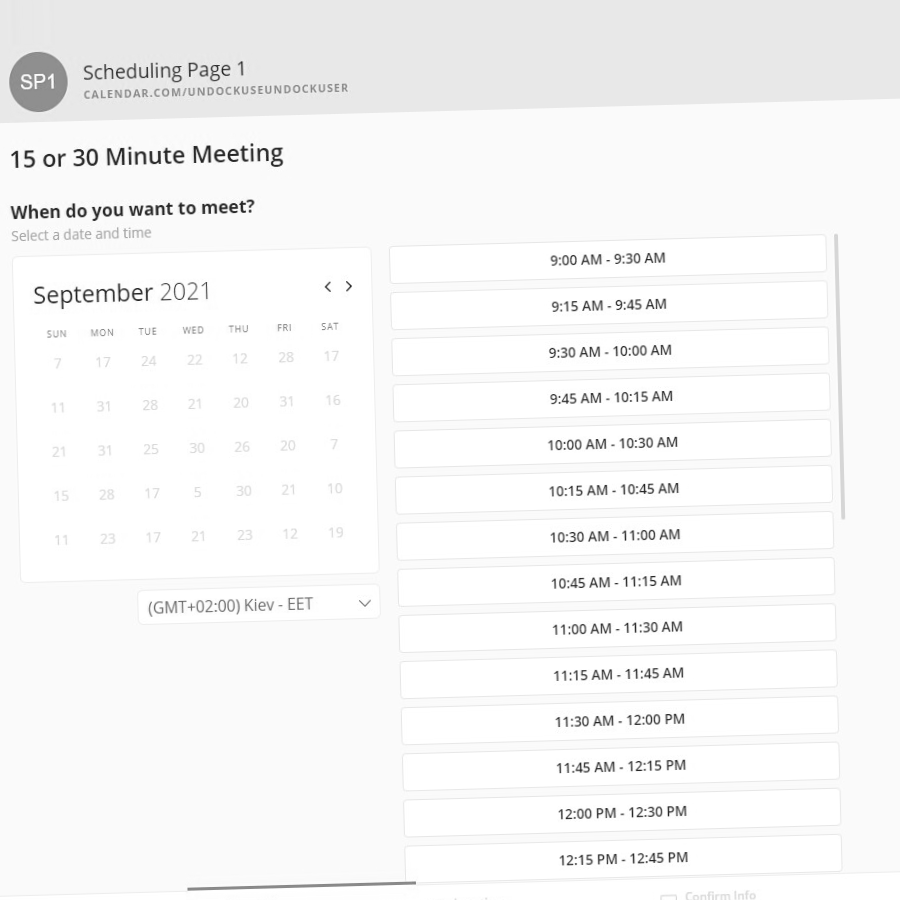 SP1
Scheduling Page 1
CALENDAR.COM/UNDOCKUSEUNDOCKUSER
15 or 30 Minute Meeting
When do you want to meet?
Select a date and time
September 2021
SUN MON TUE WED THU FRI SAT
7 17 24 22 12 28 17
11 31 28 21 20 31 16
21 31 25 30 26 20 7
15 28 17 5 30 21 10
11 23 17 21 23 12 19
(GMT+02:00) Kiev - EET
9:00 AM - 9:30 AM
9:15 AM - 9:45 AM
9:30 AM - 10:00 AM
9:45 AM - 10:15 AM
10:00 AM - 10:30 AM
10:15 AM - 10:45 AM
10:30 AM - 11:00 AM
10:45 AM - 11:15 AM
11:00 AM - 11:30 AM
11:15 AM - 11:45 AM
11:30 AM - 12:00 PM
11:45 AM - 12:15 PM
12:00 PM - 12:30 PM
12:15 PM - 12:45 PM
Confirm Info